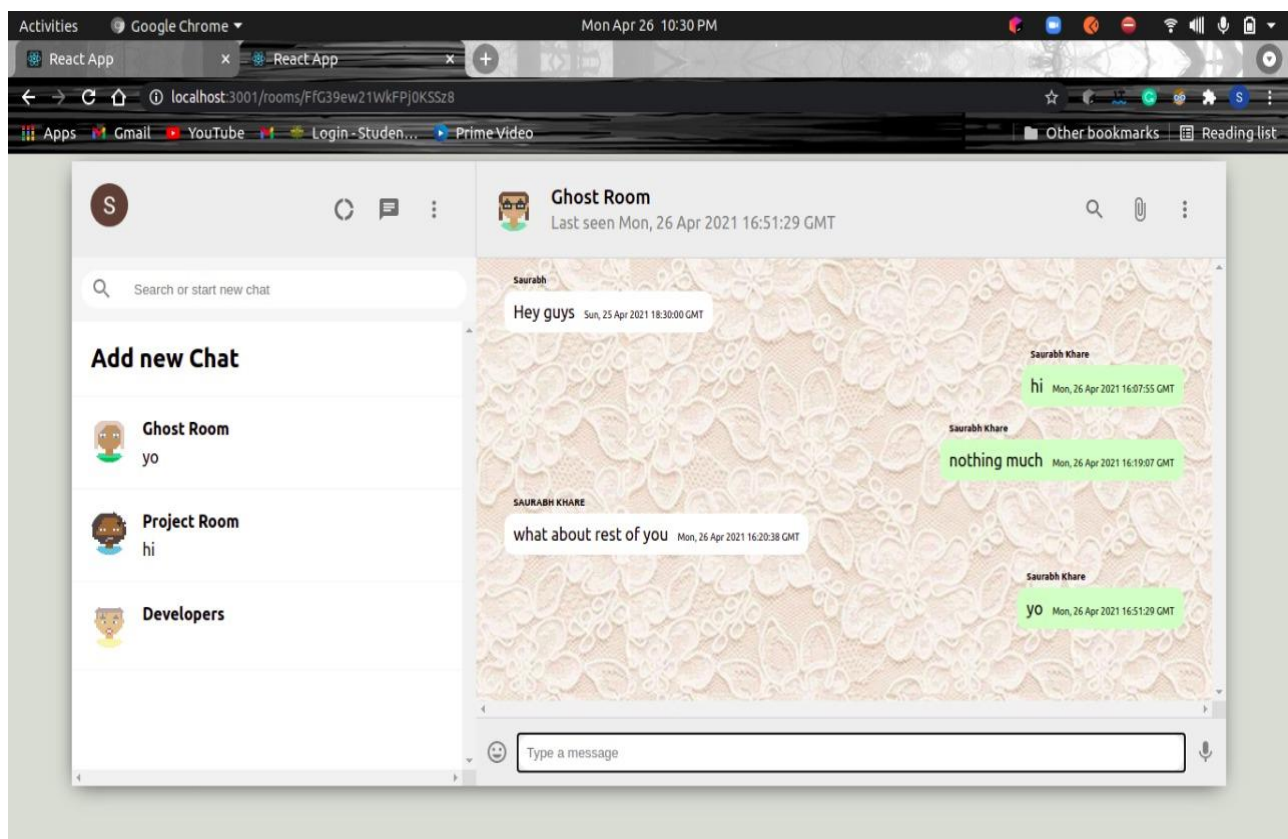 Activities Google Chrome Mon Apr 26 10:30 PM
React App × React App ×
localhost:3001/rooms/FfG39ew21WkFPj0KSSz8 S
Apps Gmail YouTube Login - Studen... Prime Video Other bookmarks Reading list
S
Ghost Room
Last seen Mon, 26 Apr 2021 16:51:29 GMT
Search or start new chat
Add new Chat
Ghost Room
yo
Project Room
hi
Developers
Saurabh
Hey guys Sun, 25 Apr 2021 18:30:00 GMT
Saurabh Khare
hi Mon, 26 Apr 2021 16:07:55 GMT
Saurabh Khare
nothing much Mon, 26 Apr 2021 16:19:07 GMT
SAURABH KHARE
what about rest of you Mon, 26 Apr 2021 16:20:38 GMT
Saurabh Khare
yo Mon, 26 Apr 2021 16:51:29 GMT
Type a message